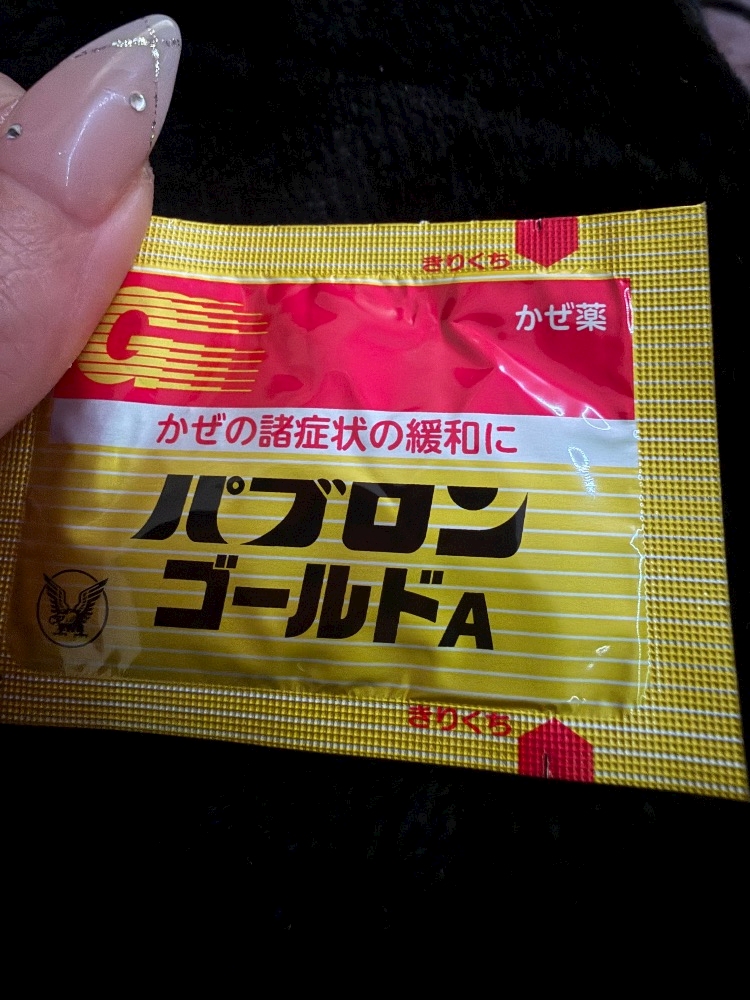 きりくち
G
かぜ薬
かぜの諸症状の緩和に
パブロン
ゴールドA
きりくち